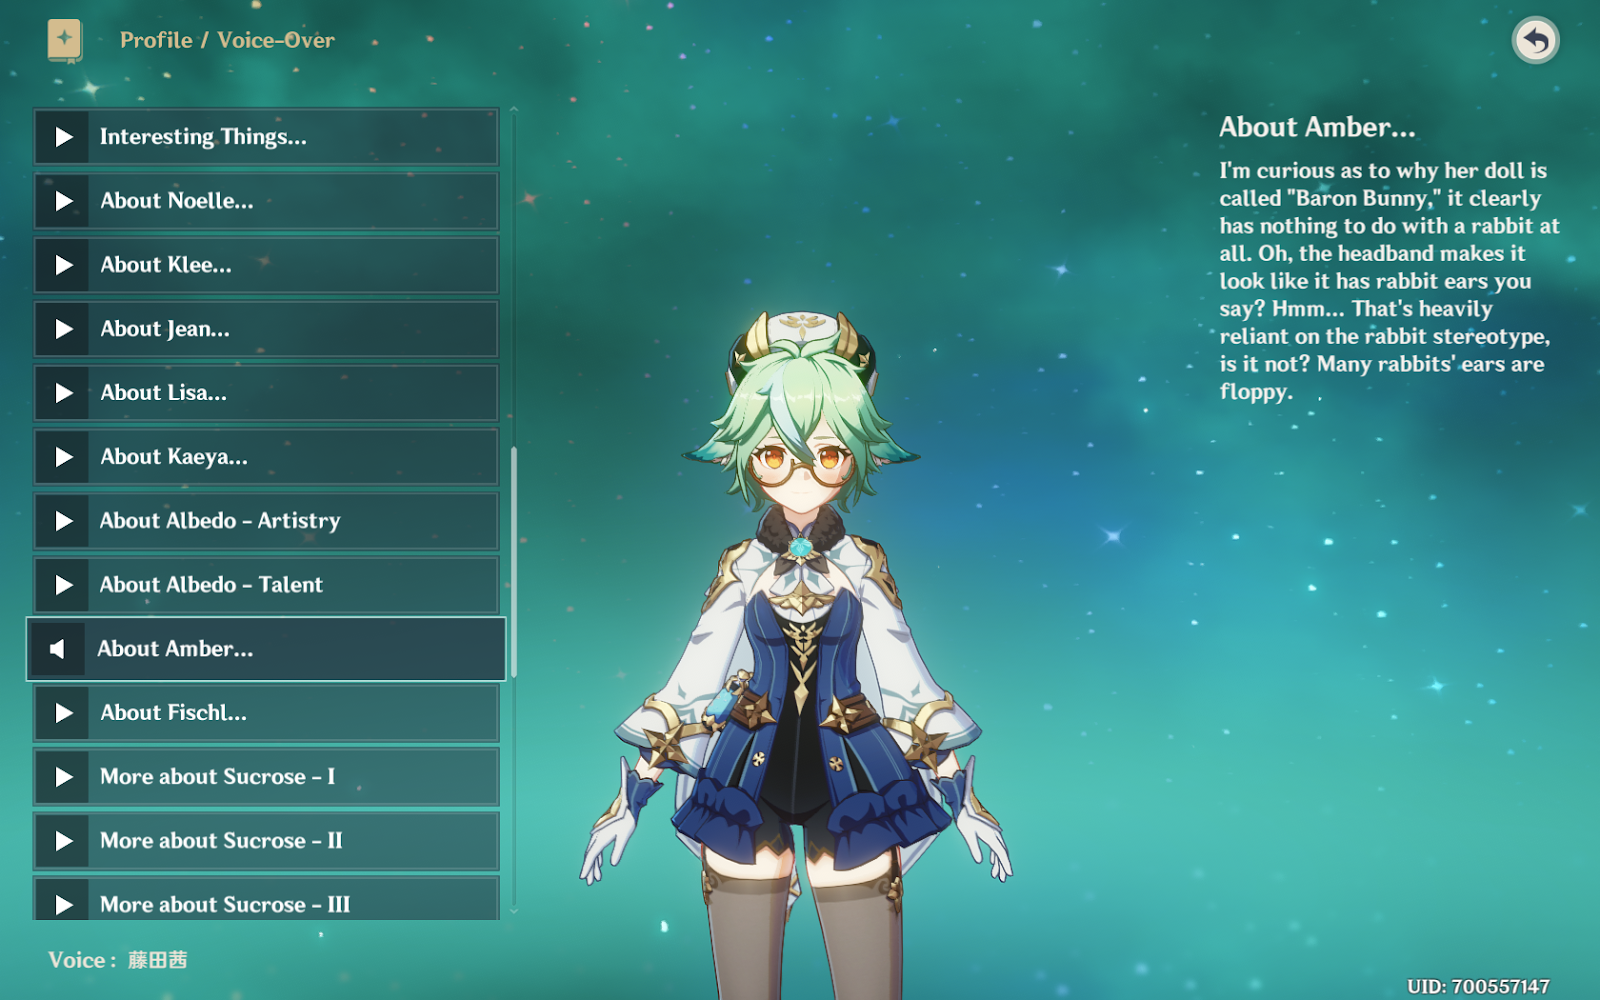 Profile / Voice-Over
Interesting Things...
About Noelle...
About Klee...
About Jean...
About Lisa...
About Kaeya...
About Albedo - Artistry
About Albedo - Talent
About Amber...
About Fischl...
More about Sucrose - I
More about Sucrose - II
More about Sucrose - III
Voice : 藤田茜
About Amber...
I'm curious as to why her doll is
called "Baron Bunny," it clearly
has nothing to do with a rabbit at
all. Oh, the headband makes it
look like it has rabbit ears you
say? Hmm... That's heavily
reliant on the rabbit stereotype,
is it not? Many rabbits' ears are
floppy.
UID: 700557147